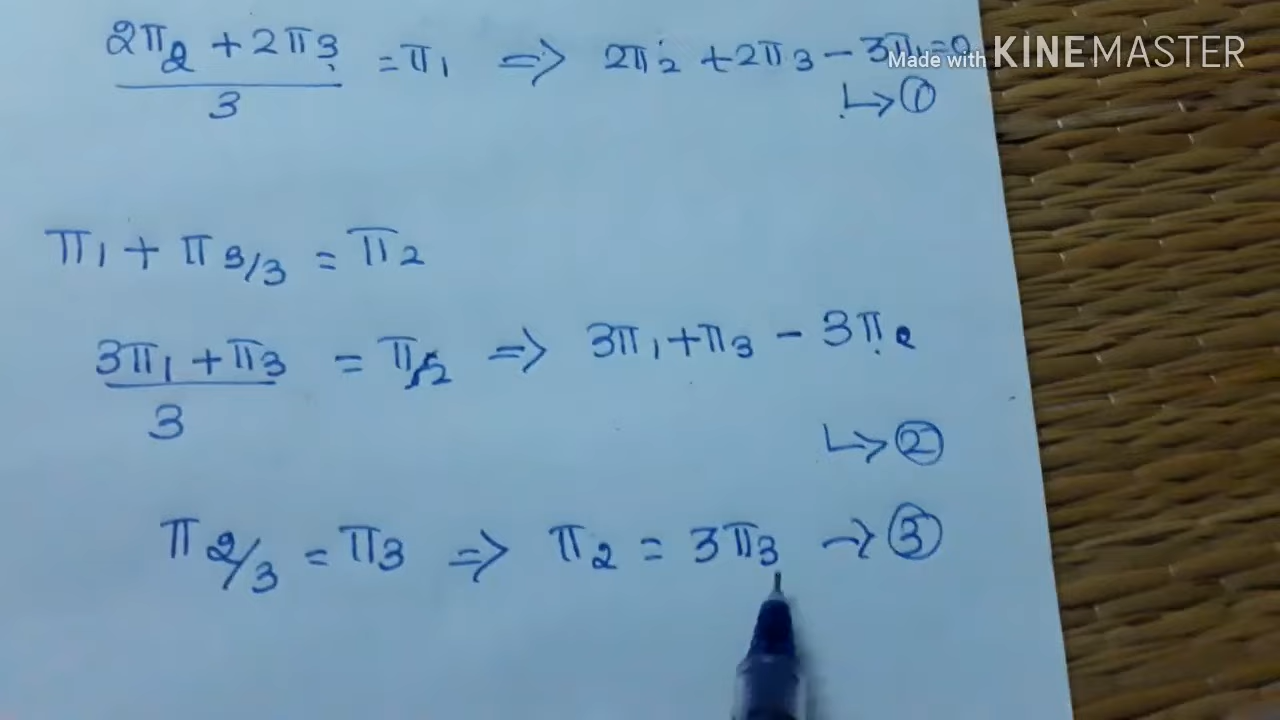 2π2 + 2π3 / 3 = π1 ⇒ 2π2 + 2π3 − 3π1 = 0
Made with KINEMASTER
↳ ①
π1 + π3/3 = π2
3π1 + π3 / 3 = π2 ⇒ 3π1 + π3 − 3π2
↳ ②
π2/3 = π3 ⇒ π2 = 3π3 → ③